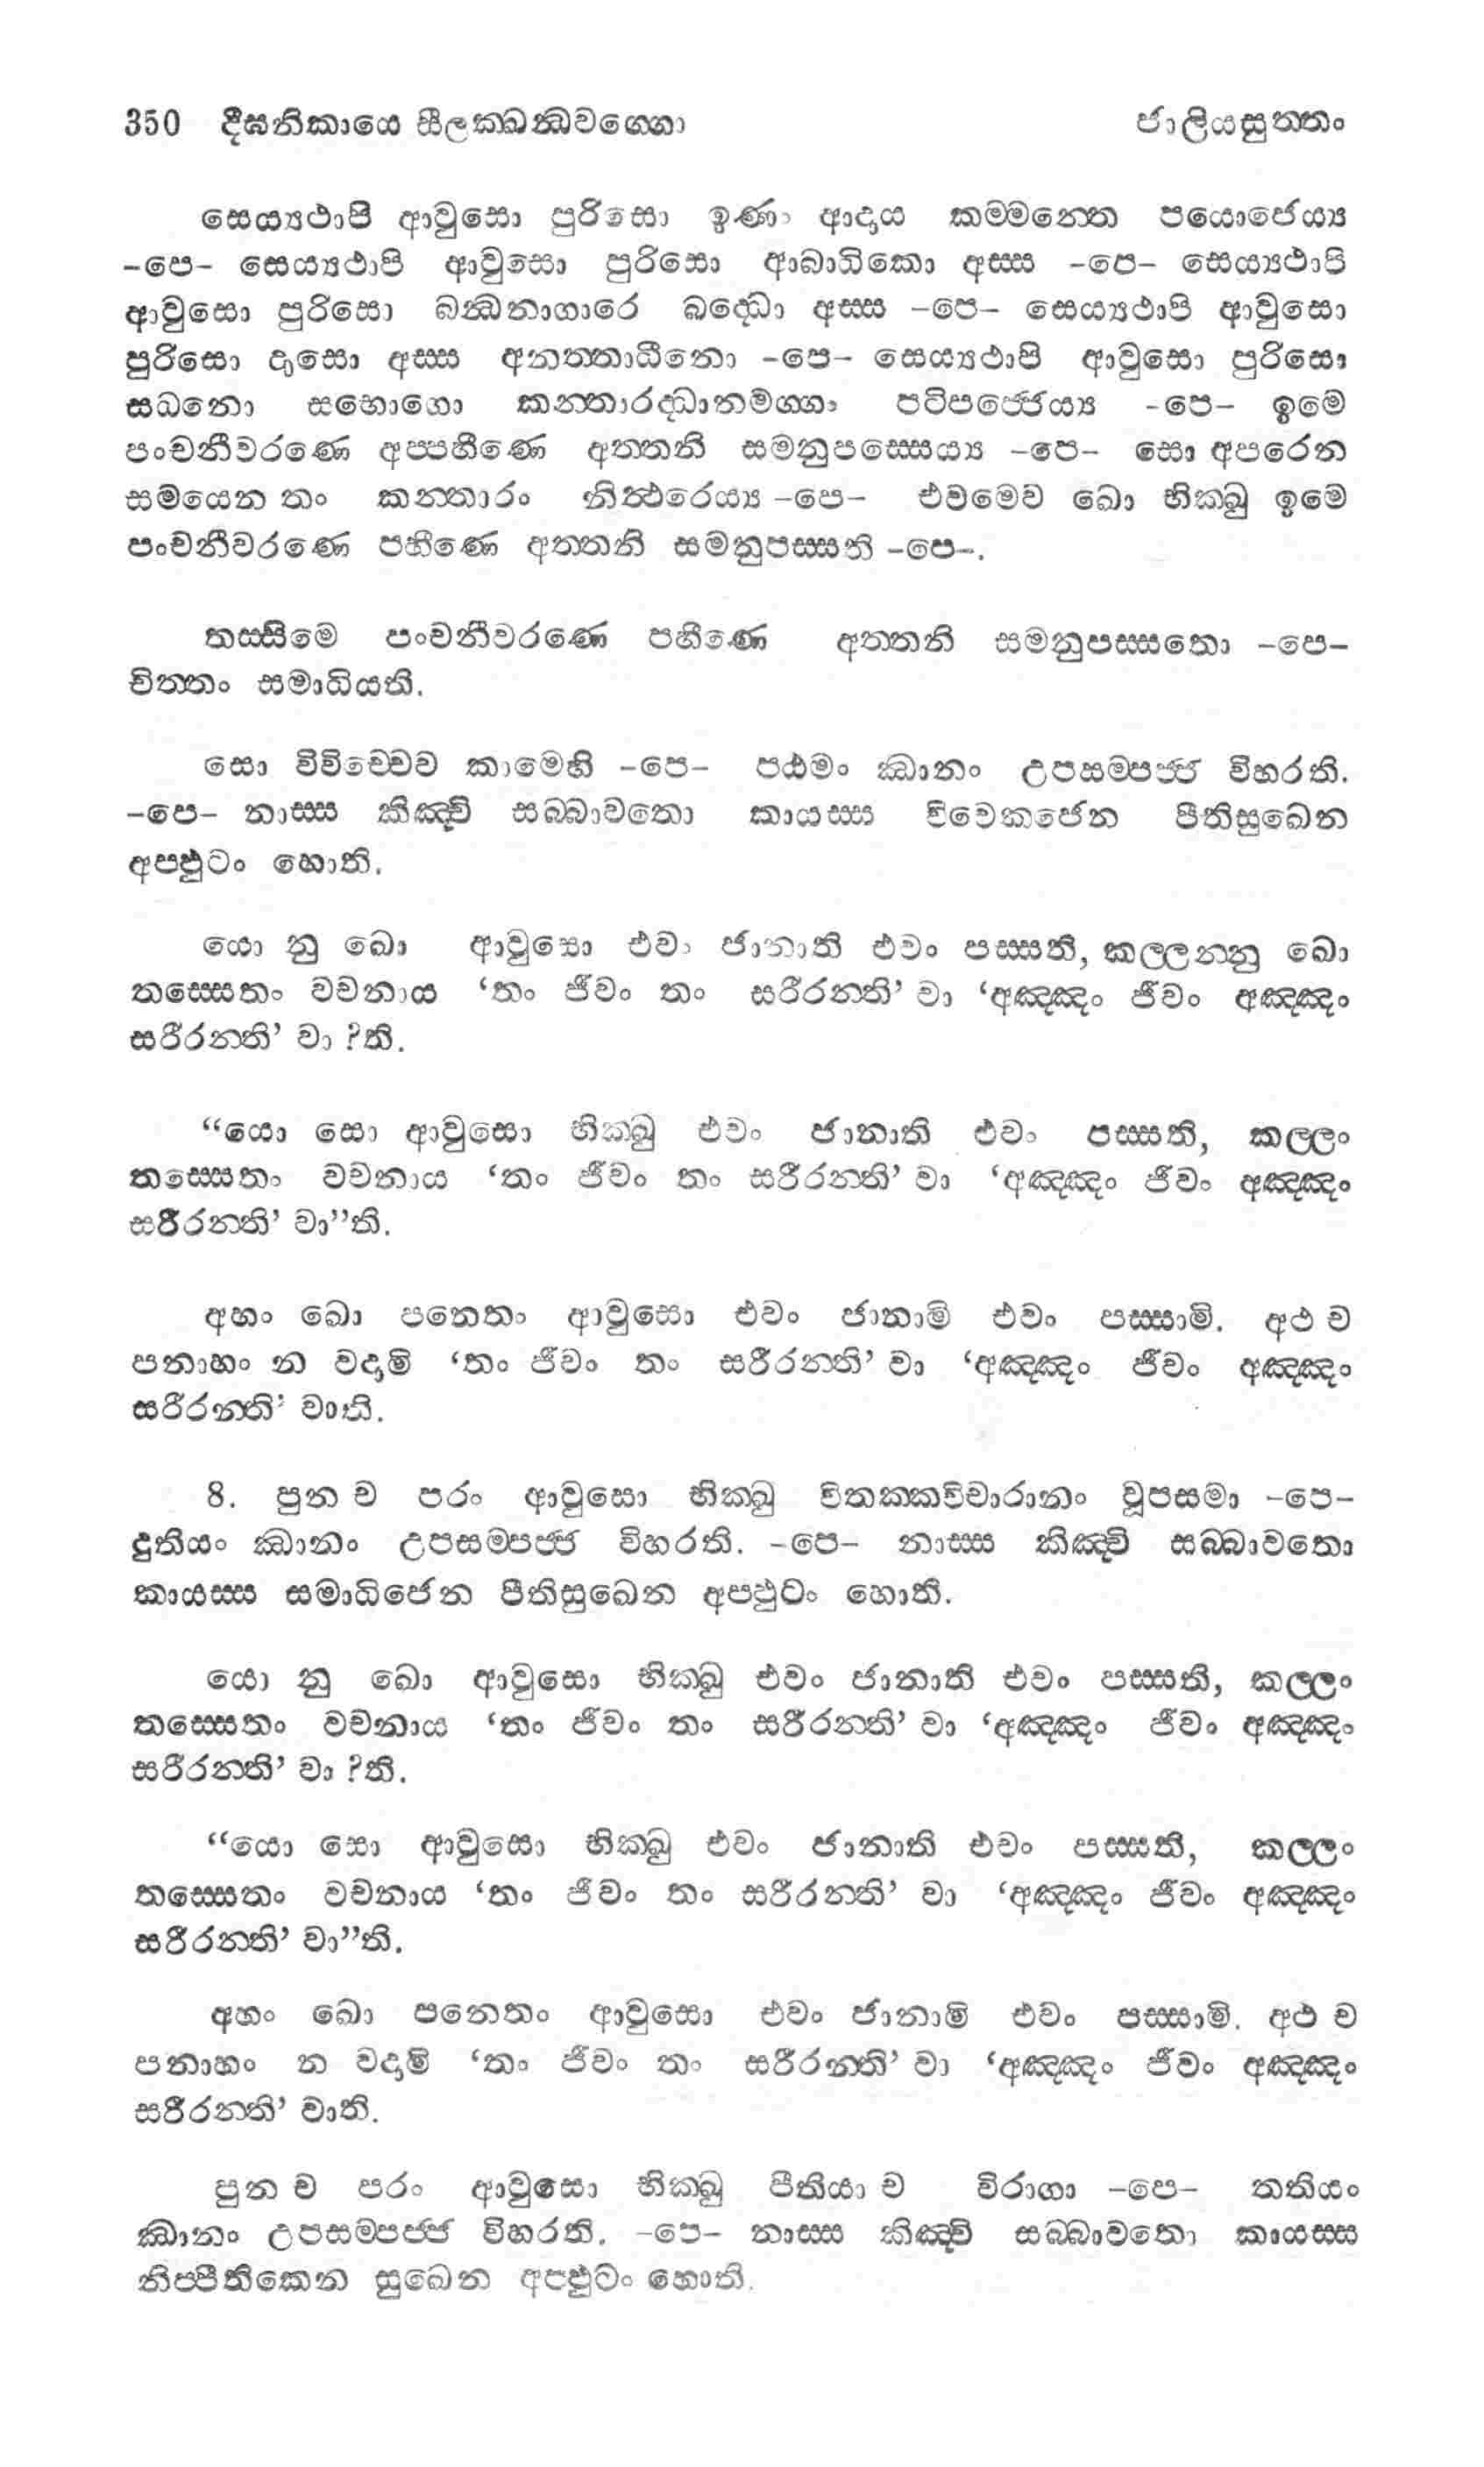 350 දීඝනිකායෙ සීලක්ඛන්ධවග්ගො ජාලියසුත්තං
සෙය්‍යථාපි ආවුසො පුරිසො ඉණං ආදාය කම්මන්තෙ පයොජෙය්‍ය
-පෙ- සෙය්‍යථාපි ආවුසො පුරිසො ආබාධිකො අස්ස -පෙ- සෙය්‍යථාපි
ආවුසො පුරිසො බන්ධනාගාරෙ බද්ධො අස්ස -පෙ- සෙය්‍යථාපි ආවුසො
පුරිසො දාසො අස්ස අනත්තාධීනො -පෙ- සෙය්‍යථාපි ආවුසො පුරිසො
සධනො සභොගො කන්තාරද්ධානමග්ගං පටිපජ්ජෙය්‍ය -පෙ- ඉමෙ
පංචනීවරණෙ අප්පහීණෙ අත්තනි සමනුපස්සෙය්‍ය -පෙ- සො අපරෙන
සමයෙන තං කන්තාරං නිත්ථරෙය්‍ය -පෙ- එවමෙව ඛො භික්ඛු ඉමෙ
පංචනීවරණෙ පහීණෙ අත්තනි සමනුපස්සති -පෙ-.
තස්සිමෙ පංචනීවරණෙ පහීණෙ අත්තනි සමනුපස්සතො -පෙ-
චිත්තං සමාධියති.
සො විවිච්චෙව කාමෙහි -පෙ- පඨමං ඣානං උපසම්පජ්ජ විහරති.
-පෙ- නාස්ස කිඤ්චි සබ්බාවතො කායස්ස විවෙකජෙන පීතිසුඛෙන
අප්ඵුටං හොති.
යො නු ඛො ආවුසො එවං ජානාති එවං පස්සති, කල්ලන්නු ඛො
තස්සෙතං වචනාය ‘තං ජීවං තං සරීරන්ති’ වා ‘අඤ්ඤං ජීවං අඤ්ඤං
සරීරන්ති’ වා ?ති.
“යො සො ආවුසො භික්ඛු එවං ජානාති එවං පස්සති, කල්ලං
තස්සෙතං වචනාය ‘තං ජීවං තං සරීරන්ති’ වා ‘අඤ්ඤං ජීවං අඤ්ඤං
සරීරන්ති’ වා”ති.
අහං ඛො පනෙතං ආවුසො එවං ජානාමි එවං පස්සාමි. අථ ච
පනාහං න වදාමි ‘තං ජීවං තං සරීරන්ති’ වා ‘අඤ්ඤං ජීවං අඤ්ඤං
සරීරන්ති’ වාති.
8. පුන ච පරං ආවුසො භික්ඛු විතක්කවිචාරානං වූපසමා -පෙ-
දුතියං ඣානං උපසම්පජ්ජ විහරති. -පෙ- නාස්ස කිඤ්චි සබ්බාවතො
කායස්ස සමාධිජෙන පීතිසුඛෙන අප්ඵුටං හොති.
යො නු ඛො ආවුසො භික්ඛු එවං ජානාති එවං පස්සති, කල්ලං
තස්සෙතං වචනාය ‘තං ජීවං තං සරීරන්ති’ වා ‘අඤ්ඤං ජීවං අඤ්ඤං
සරීරන්ති’ වා ?ති.
“යො සො ආවුසො භික්ඛු එවං ජානාති එවං පස්සති, කල්ලං
තස්සෙතං වචනාය ‘තං ජීවං තං සරීරන්ති’ වා ‘අඤ්ඤං ජීවං අඤ්ඤං
සරීරන්ති’ වා”ති.
අහං ඛො පනෙතං ආවුසො එවං ජානාමි එවං පස්සාමි. අථ ච
පනාහං න වදාමි ‘තං ජීවං තං සරීරන්ති’ වා ‘අඤ්ඤං ජීවං අඤ්ඤං
සරීරන්ති’ වාති.
පුන ච පරං ආවුසො භික්ඛු පීතියා ච විරාගා -පෙ- තතියං
ඣානං උපසම්පජ්ජ විහරති. -පෙ- නාස්ස කිඤ්චි සබ්බාවතො කායස්ස
නිප්පීතිකෙන සුඛෙන අප්ඵුටං හොති.